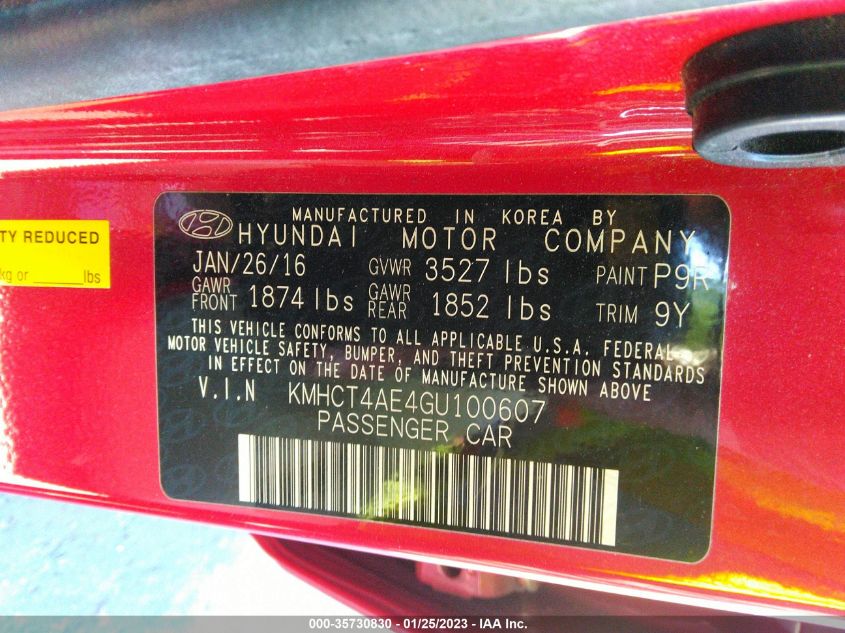 MANUFACTURED IN KOREA BY
HYUNDAI MOTOR COMPANY
JAN/26/16 GVWR 3527 lbs PAINT P9R
GAWR FRONT 1874 lbs GAWR REAR 1852 lbs TRIM 9Y
THIS VEHICLE CONFORMS TO ALL APPLICABLE U.S.A. FEDERAL
MOTOR VEHICLE SAFETY, BUMPER, AND THEFT PREVENTION STANDARDS
IN EFFECT ON THE DATE OF MANUFACTURE SHOWN ABOVE
V.I.N KMHCT4AE4GU100607
PASSENGER CAR
TY REDUCED
kg or ______lbs
000-35730830 - 01/25/2023 - IAA Inc.